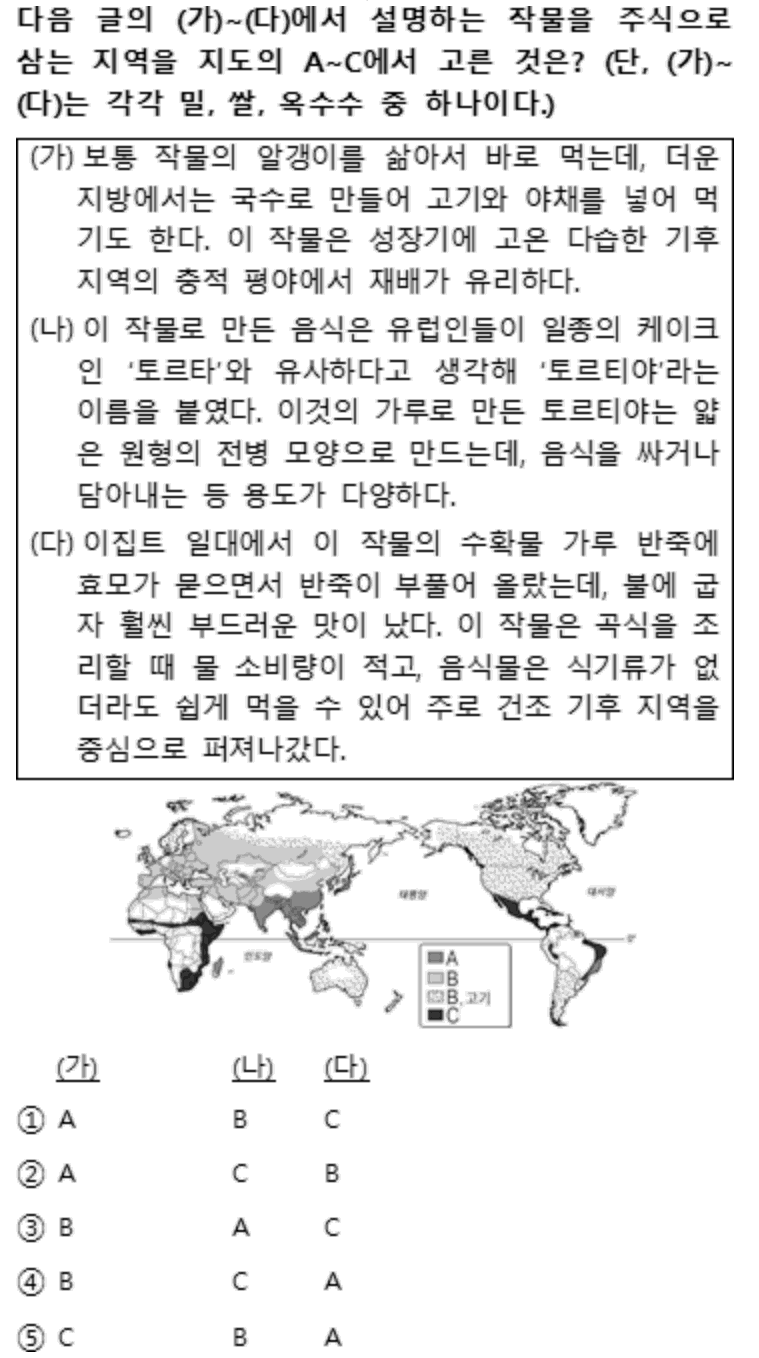 다음 글의 (가)~(다)에서 설명하는 작물을 주식으로
삼는 지역을 지도의 A~C에서 고른 것은? (단, (가)~
(다)는 각각 밀, 쌀, 옥수수 중 하나이다.)
(가) 보통 작물의 알갱이를 삶아서 바로 먹는데, 더운
지방에서는 국수로 만들어 고기와 야채를 넣어 먹
기도 한다. 이 작물은 성장기에 고온 다습한 기후
지역의 충적 평야에서 재배가 유리하다.
(나) 이 작물로 만든 음식은 유럽인들이 일종의 케이크
인 ‘토르타’와 유사하다고 생각해 ‘토르티야’라는
이름을 붙였다. 이것의 가루로 만든 토르티야는 얇
은 원형의 전병 모양으로 만드는데, 음식을 싸거나
담아내는 등 용도가 다양하다.
(다) 이집트 일대에서 이 작물의 수확물 가루 반죽에
효모가 묻으면서 반죽이 부풀어 올랐는데, 불에 굽
자 훨씬 부드러운 맛이 났다. 이 작물은 곡식을 조
리할 때 물 소비량이 적고, 음식물은 식기류가 없
더라도 쉽게 먹을 수 있어 주로 건조 기후 지역을
중심으로 퍼져나갔다.
태평양
대서양
인도양
0°
A
B
B, 고기
C
(가) (나) (다)
① A B C
② A C B
③ B A C
④ B C A
⑤ C B A